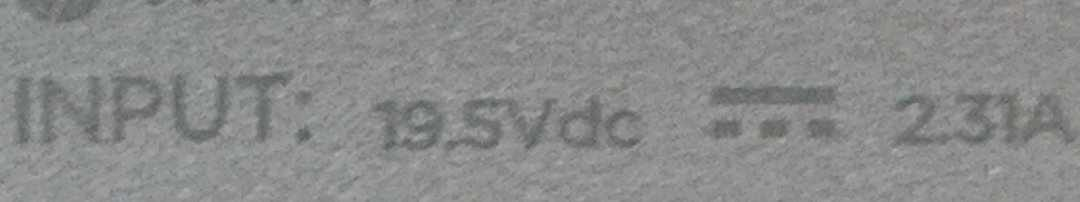 INPUT: 19.5Vdc ⎓ 2.31A